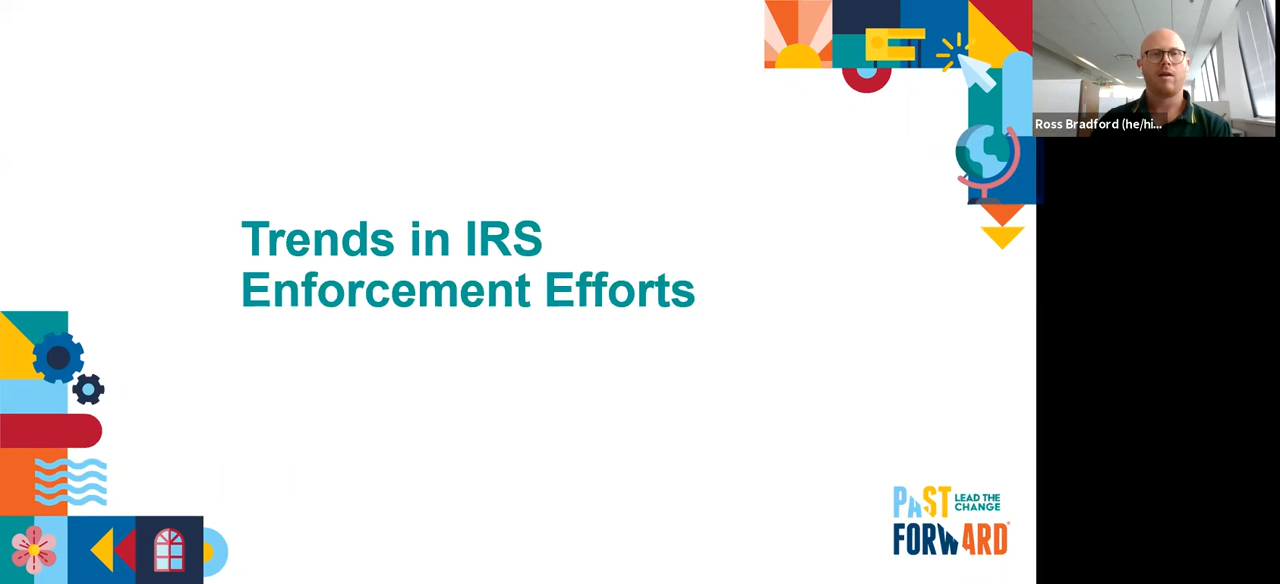 Ross Bradford (he/hi...
Trends in IRS
Enforcement Efforts
PAST LEAD THE CHANGE
FORWARD®